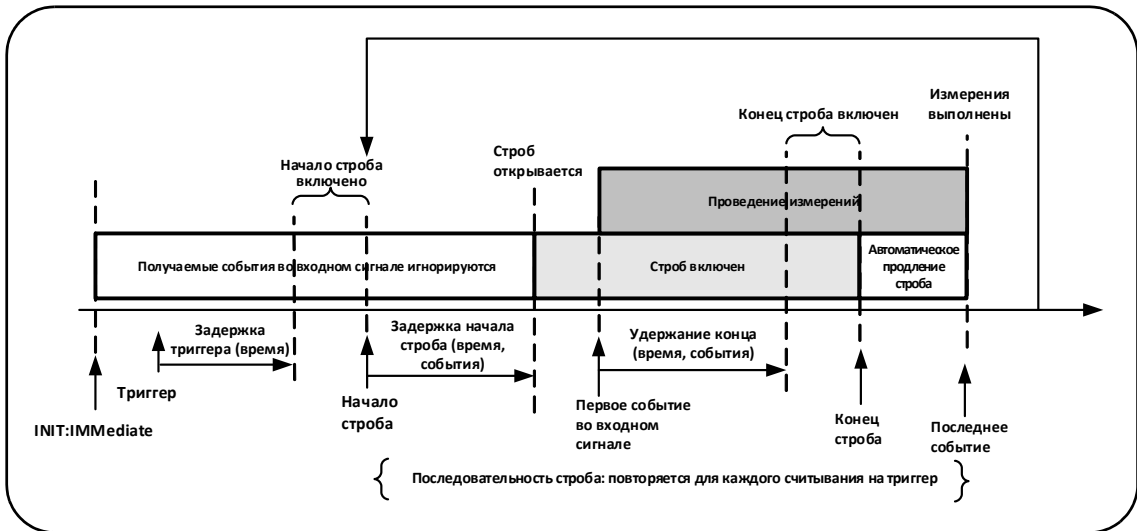 Измерения
выполнены
Конец строба включен
Строб
открывается
Начало строба
включено
Проведение измерений
Получаемые события во входном сигнале игнорируются
Строб включен
Автоматическое
продление
строба
Задержка
триггера (время)
Задержка начала
строба (время,
события)
Удержание конца
(время, события)
Триггер
INIT:IMMediate
Начало
строба
Первое событие
во входном
сигнале
Конец
строба
Последнее
событие
Последовательность строба: повторяется для каждого считывания на триггер